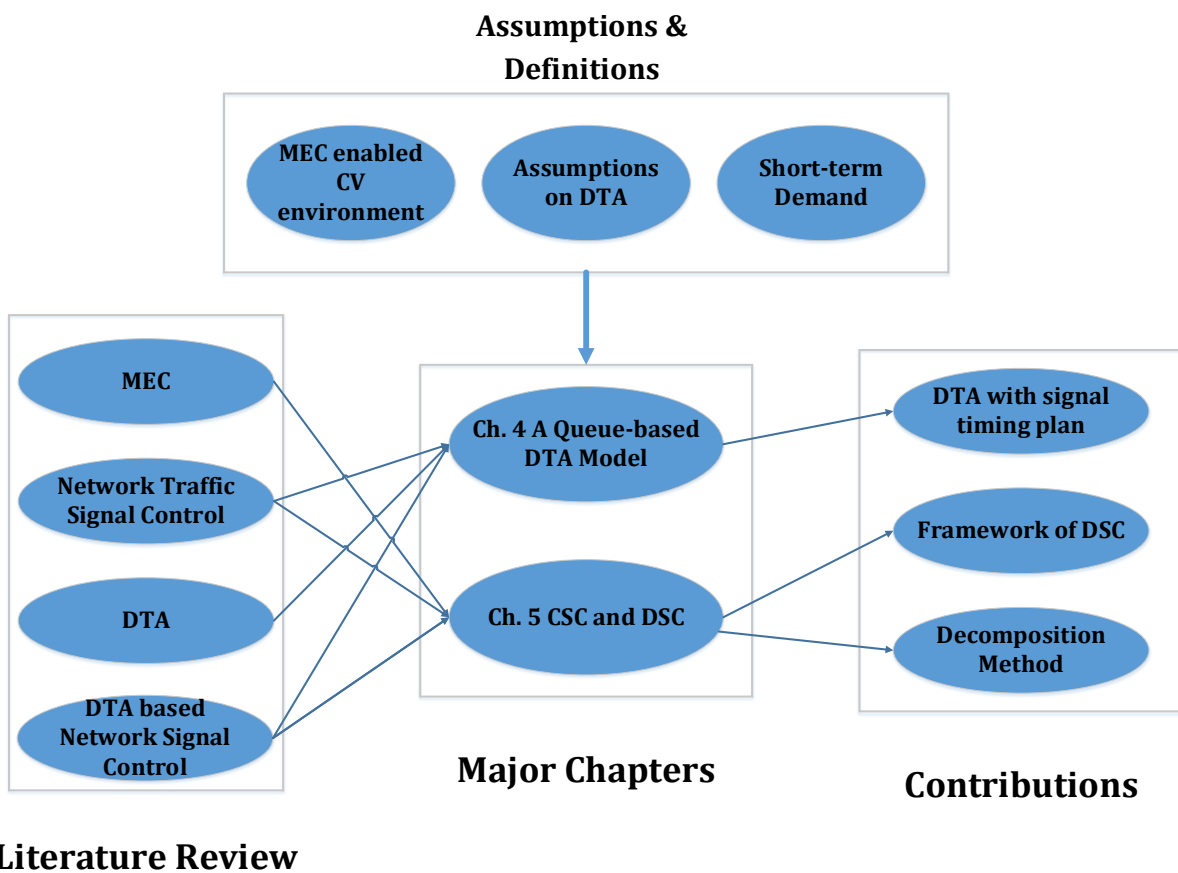 Assumptions &
Definitions
MEC enabled
CV
environment
Assumptions
on DTA
Short-term
Demand
MEC
Network Traffic
Signal Control
DTA
DTA based
Network Signal
Control
Literature Review
Ch. 4 A Queue-based
DTA Model
Ch. 5 CSC and DSC
Major Chapters
DTA with signal
timing plan
Framework of DSC
Decomposition
Method
Contributions